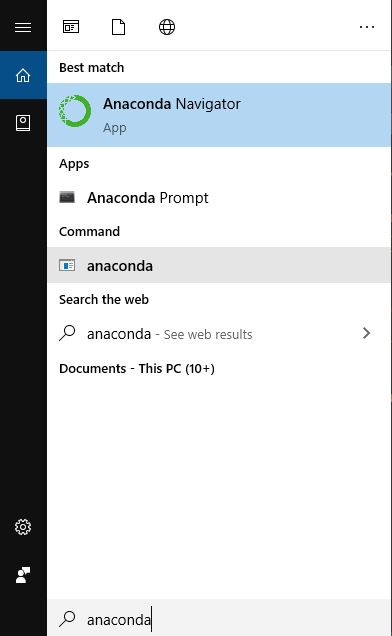 Best match
Anaconda Navigator
App
Apps
Anaconda Prompt
Command
anaconda
Search the web
anaconda - See web results
Documents - This PC (10+)
anaconda